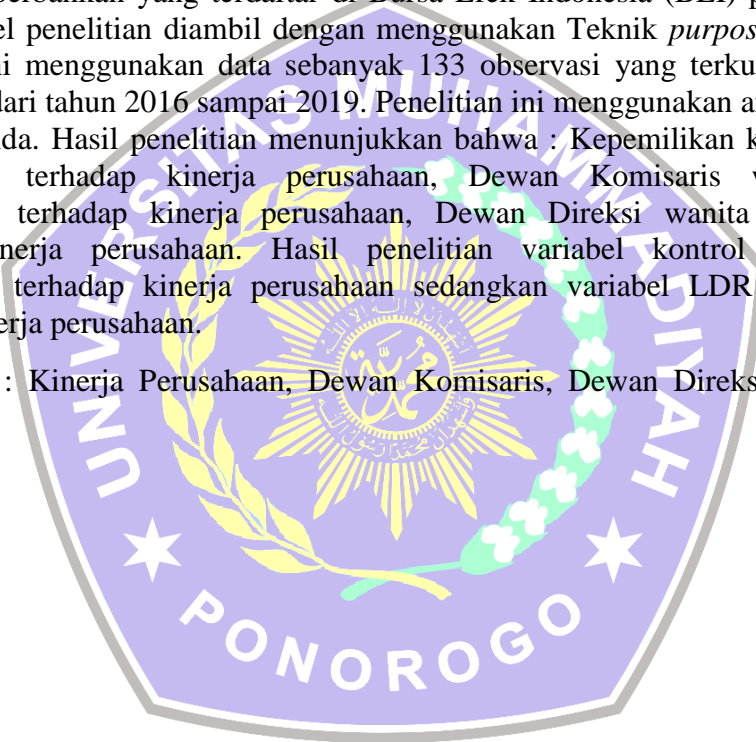 erbankan yang terdaftar di Bursa Efek Indonesia (BEI) p
el penelitian diambil dengan menggunakan Teknik purpos
ni menggunakan data sebanyak 133 observasi yang terku
dari tahun 2016 sampai 2019. Penelitian ini menggunakan a
nda. Hasil penelitian menunjukkan bahwa : Kepemilikan k
terhadap kinerja perusahaan, Dewan Komisaris w
terhadap kinerja perusahaan, Dewan Direksi wanita
nerja perusahaan. Hasil penelitian variabel kontrol
terhadap kinerja perusahaan sedangkan variabel LDR
erja perusahaan.
: Kinerja Perusahaan, Dewan Komisaris, Dewan Direks
UNIVERSITAS MUHAMMADIYAH
PONOROGO